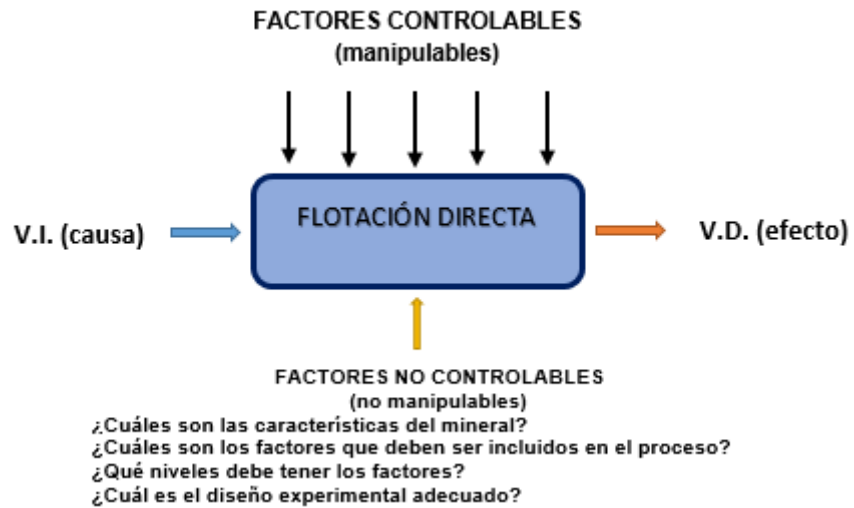 FACTORES CONTROLABLES
(manipulables)
FLOTACIÓN DIRECTA
V.I. (causa)
V.D. (efecto)
FACTORES NO CONTROLABLES
(no manipulables)
¿Cuáles son las características del mineral?
¿Cuáles son los factores que deben ser incluidos en el proceso?
¿Qué niveles debe tener los factores?
¿Cuál es el diseño experimental adecuado?